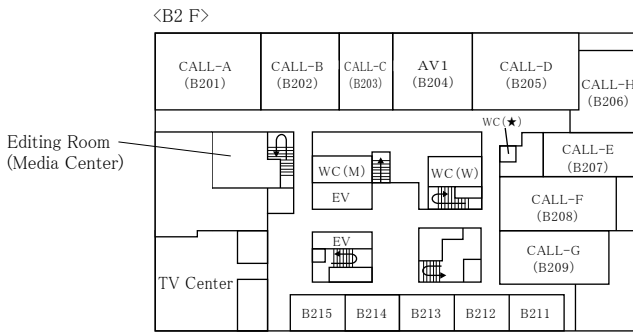 <B2 F>
CALL-A
(B201)
CALL-B
(B202)
CALL-C
(B203)
AV1
(B204)
CALL-D
(B205)
CALL-H
(B206)
WC(★)
Editing Room
(Media Center)
WC(M)
EV
WC(W)
CALL-E
(B207)
CALL-F
(B208)
CALL-G
(B209)
EV
TV Center
B215
B214
B213
B212
B211